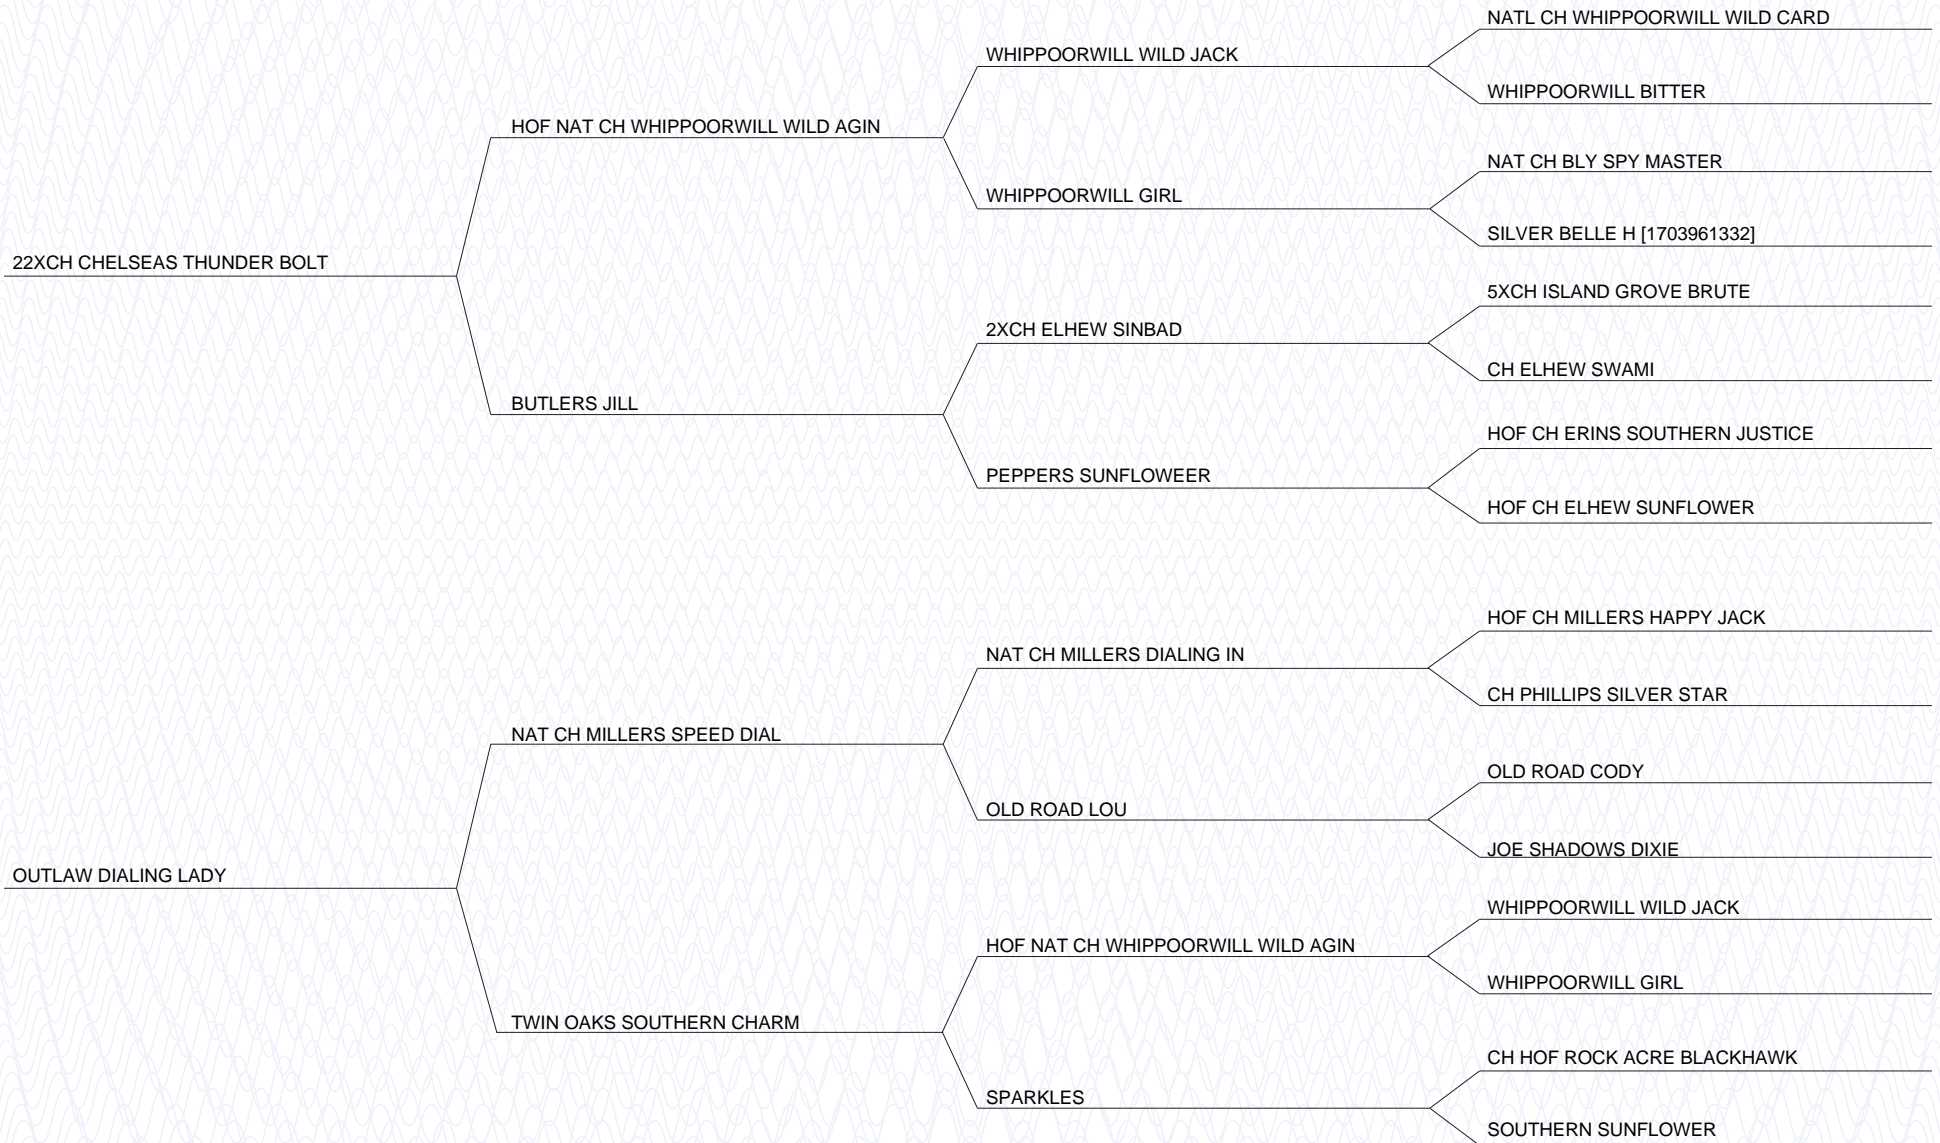 NATL CH WHIPPOORWILL WILD CARD
WHIPPOORWILL WILD JACK
WHIPPOORWILL BITTER
HOF NAT CH WHIPPOORWILL WILD AGIN
NAT CH BLY SPY MASTER
WHIPPOORWILL GIRL
SILVER BELLE H [1703961332]
22XCH CHELSEAS THUNDER BOLT
5XCH ISLAND GROVE BRUTE
2XCH ELHEW SINBAD
CH ELHEW SWAMI
BUTLERS JILL
HOF CH ERINS SOUTHERN JUSTICE
PEPPERS SUNFLOWEER
HOF CH ELHEW SUNFLOWER
HOF CH MILLERS HAPPY JACK
NAT CH MILLERS DIALING IN
CH PHILLIPS SILVER STAR
NAT CH MILLERS SPEED DIAL
OLD ROAD CODY
OLD ROAD LOU
JOE SHADOWS DIXIE
OUTLAW DIALING LADY
WHIPPOORWILL WILD JACK
HOF NAT CH WHIPPOORWILL WILD AGIN
WHIPPOORWILL GIRL
TWIN OAKS SOUTHERN CHARM
CH HOF ROCK ACRE BLACKHAWK
SPARKLES
SOUTHERN SUNFLOWER